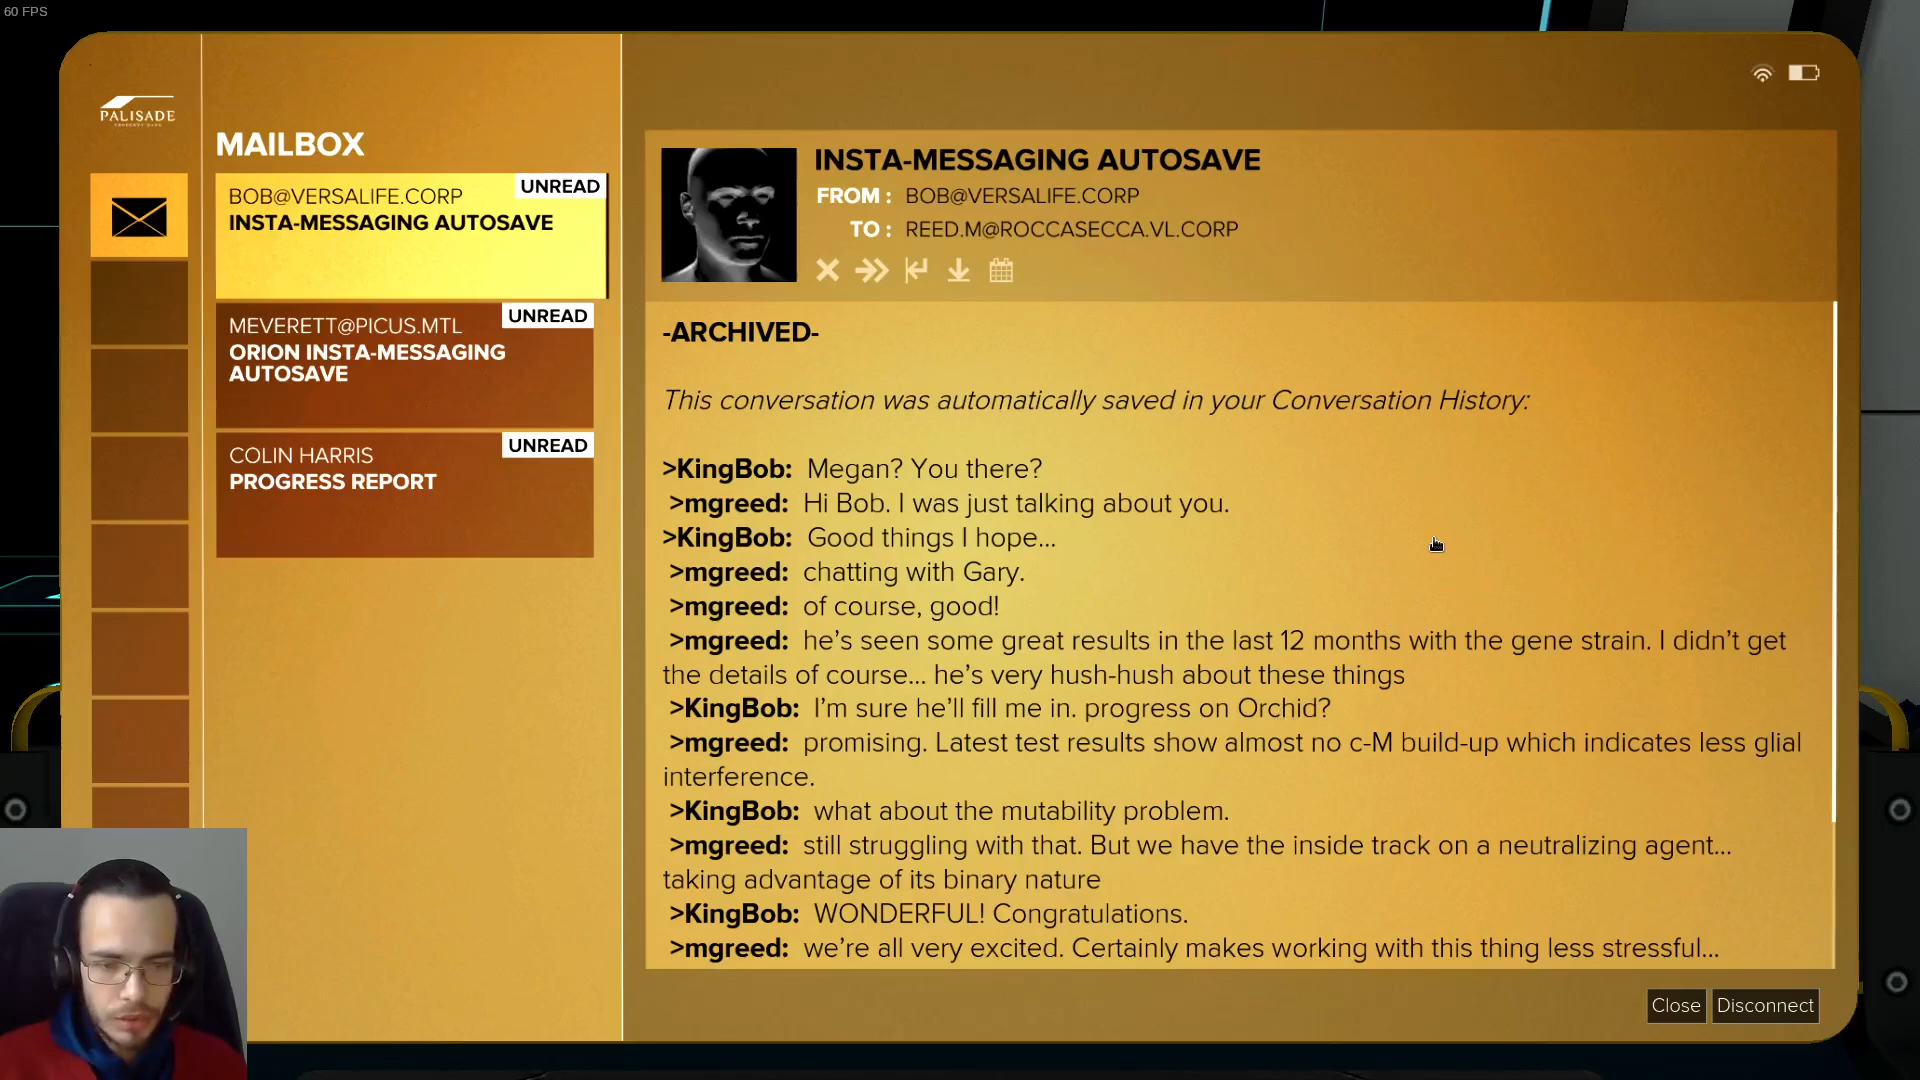 60 FPS
PALISADE
MAILBOX
UNREAD
BOB@VERSALIFE.CORP
INSTA-MESSAGING AUTOSAVE
UNREAD
MEVERETT@PICUS.MTL
ORION INSTA-MESSAGING
AUTOSAVE
UNREAD
COLIN HARRIS
PROGRESS REPORT
INSTA-MESSAGING AUTOSAVE
FROM : BOB@VERSALIFE.CORP
TO : REED.M@ROCCASECCA.VL.CORP
-ARCHIVED-
This conversation was automatically saved in your Conversation History:
>KingBob: Megan? You there?
>mgreed: Hi Bob. I was just talking about you.
>KingBob: Good things I hope...
>mgreed: chatting with Gary.
>mgreed: of course, good!
>mgreed: he's seen some great results in the last 12 months with the gene strain. I didn't get
the details of course... he's very hush-hush about these things
>KingBob: I'm sure he'll fill me in. progress on Orchid?
>mgreed: promising. Latest test results show almost no c-M build-up which indicates less glial
interference.
>KingBob: what about the mutability problem.
>mgreed: still struggling with that. But we have the inside track on a neutralizing agent...
taking advantage of its binary nature
>KingBob: WONDERFUL! Congratulations.
>mgreed: we're all very excited. Certainly makes working with this thing less stressful...
Close
Disconnect